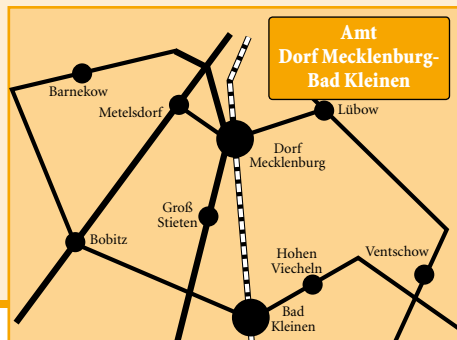 Amt
Dorf Mecklenburg-
Bad Kleinen
Barnekow
Metelsdorf
Lübow
Dorf
Mecklenburg
Groß
Stieten
Bobitz
Hohen
Viecheln
Ventschow
Bad
Kleinen